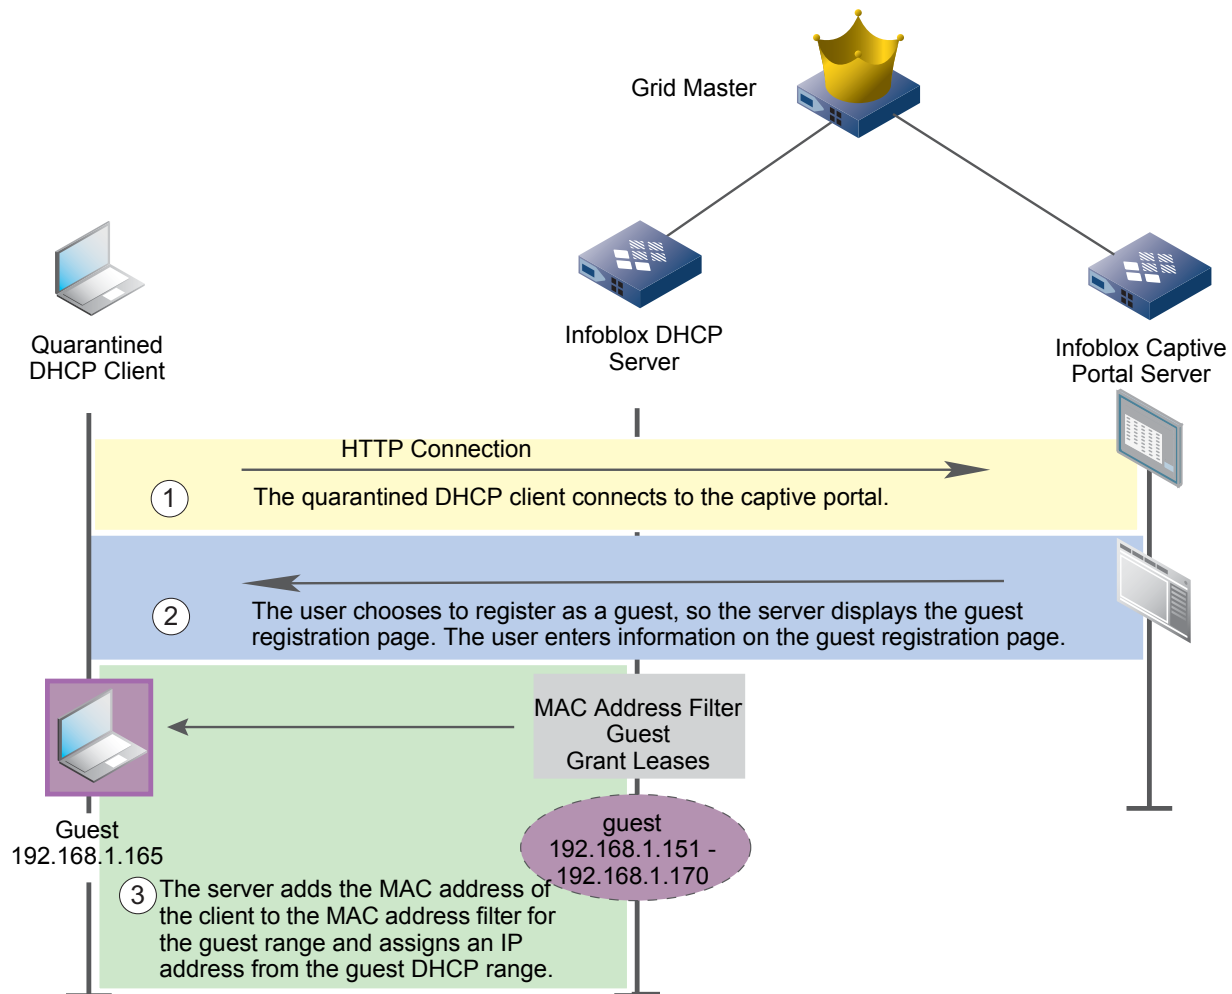 Grid Master
Quarantined
DHCP Client
Infoblox DHCP
Server
Infoblox Captive
Portal Server
HTTP Connection
1
The quarantined DHCP client connects to the captive portal.
2
The user chooses to register as a guest, so the server displays the guest
registration page. The user enters information on the guest registration page.
MAC Address Filter
Guest
Grant Leases
Guest
192.168.1.165
guest
192.168.1.151 -
192.168.1.170
3
The server adds the MAC address of
the client to the MAC address filter for
the guest range and assigns an IP
address from the guest DHCP range.